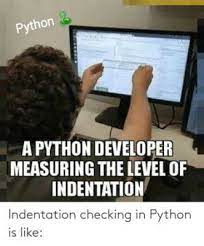 Python
A PYTHON DEVELOPER
MEASURING THE LEVEL OF
INDENTATION
Indentation checking in Python
is like: